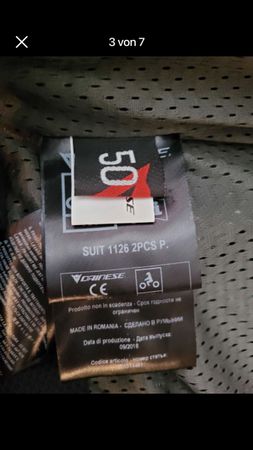 3 von 7
50
SE
SUIT 1126 2PCS P.
DAINESE
CE
Prodotto non in scadenza - Срок годности не
ограничен
MADE IN ROMANIA - СДЕЛАНО В РУМЫНИИ
Data di produzione - Дата Выпуска
09/2018
Codice articolo - номер статьи: